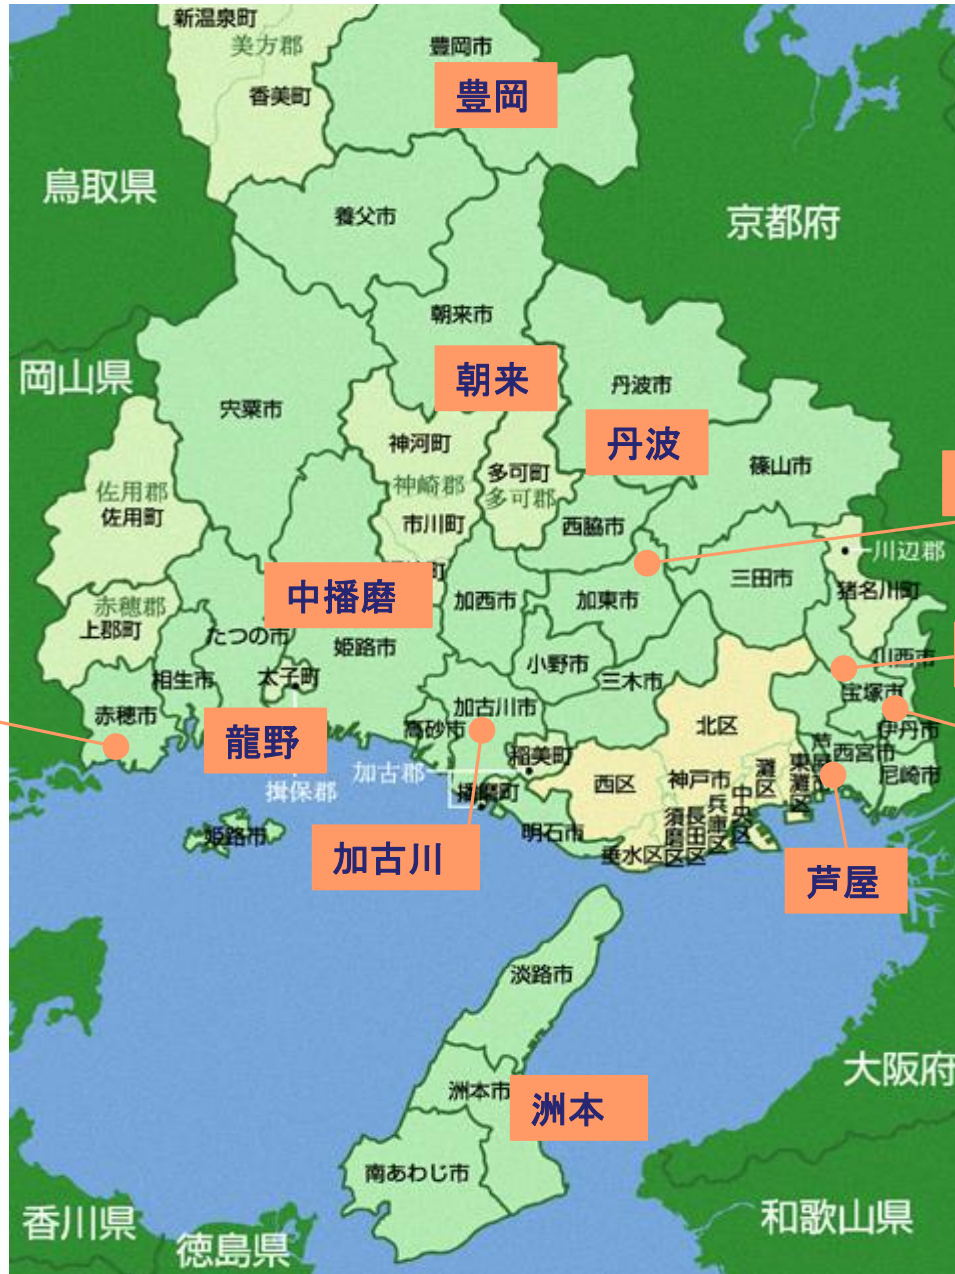 新温泉町
美方郡
豊岡市
香美町
豊岡
鳥取県
養父市
京都府
朝来市
岡山県
朝来
丹波市
宍粟市
丹波
神河町
篠山市
多可町
佐用郡
神崎郡
多可郡
佐用町
市川町
西脇市
川辺郡
三田市
猪名川町
中播磨
町
加西市
加東市
赤穂郡
上郡町
たつの市
姫路市
小野市
川西市
太子町
相生市
三木市
宝塚市
加古川市
赤穂市
高砂市
北区
伊丹市
龍野
稲美町
芦屋市
西宮市
加古郡
揖保郡
西区
神戸市
灘区
東灘区
尼崎市
播磨町
中央区
兵庫区
長田区
須磨区
姫路市
明石市
垂水区
加古川
芦屋
淡路市
大阪府
洲本市
洲本
南あわじ市
香川県
和歌山県
徳島県